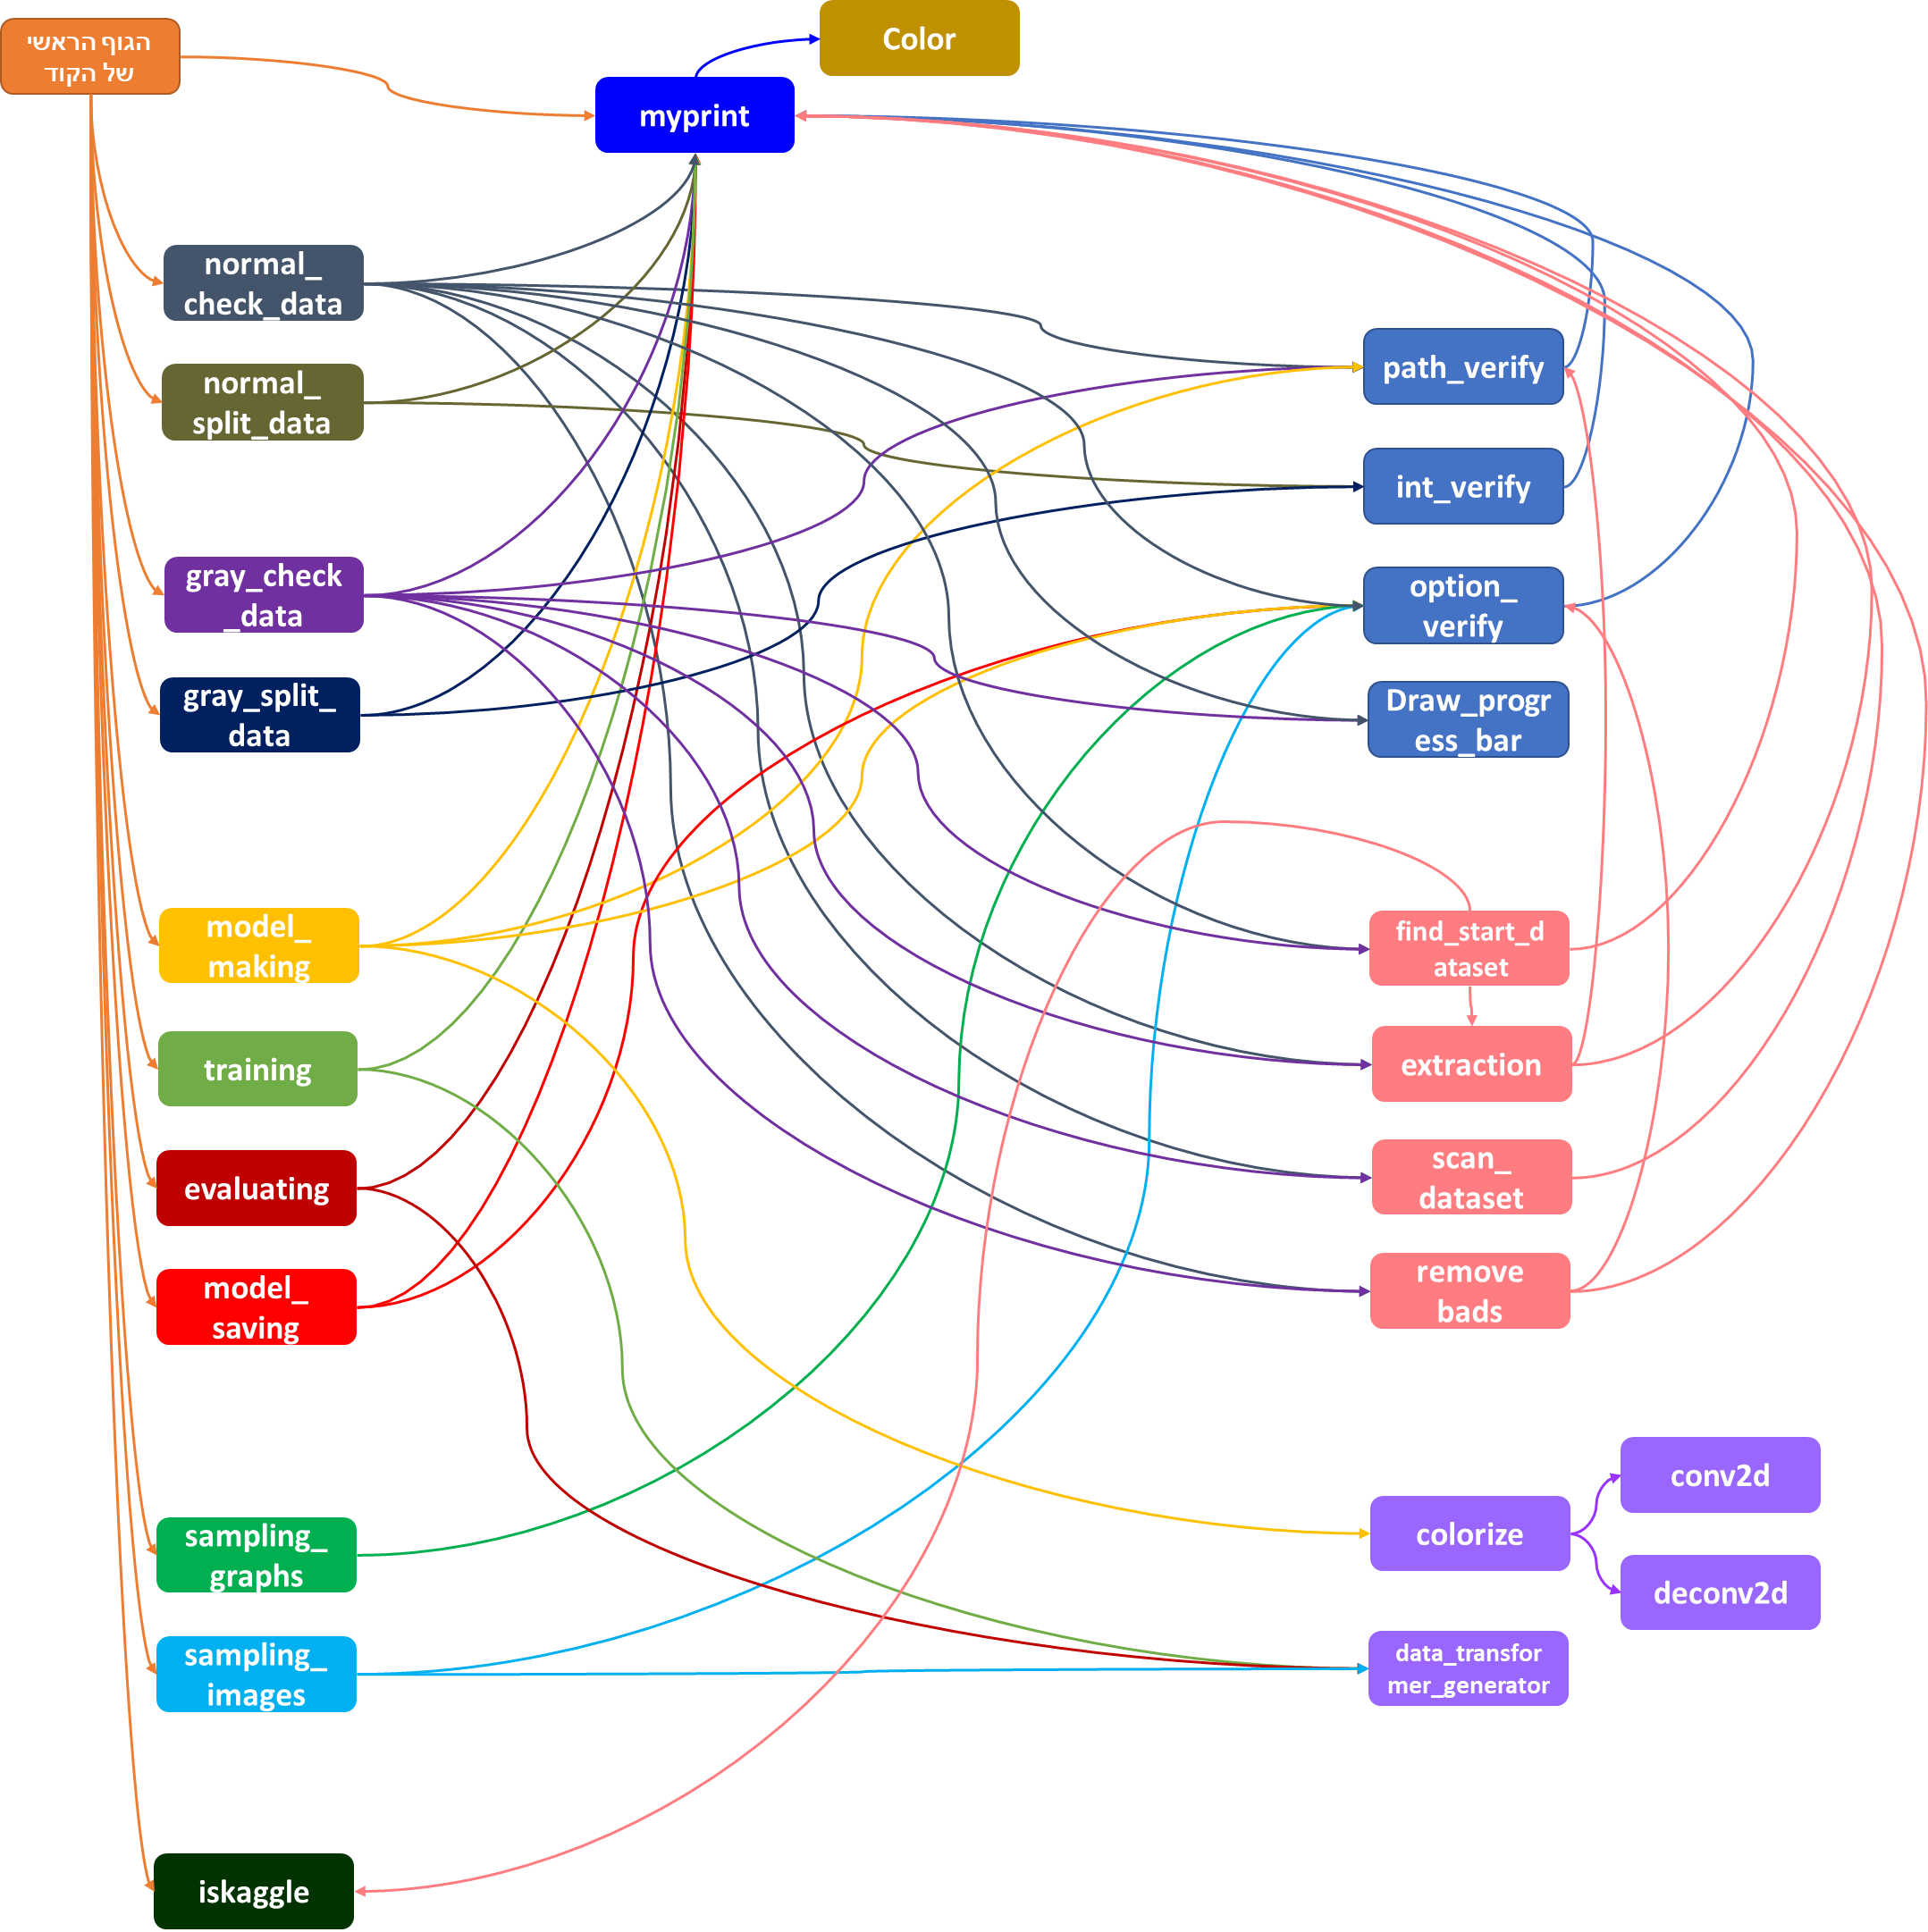 הגוף הראשי
של הקוד
Color
myprint
normal_
check_data
normal_
split_data
path_verify
int_verify
gray_check
_data
option_
verify
gray_split_
data
Draw_progr
ess_bar
model_
making
find_start_d
ataset
training
extraction
evaluating
scan_
dataset
model_
saving
remove
bads
conv2d
sampling_
graphs
colorize
deconv2d
sampling_
images
data_transfor
mer_generator
iskaggle